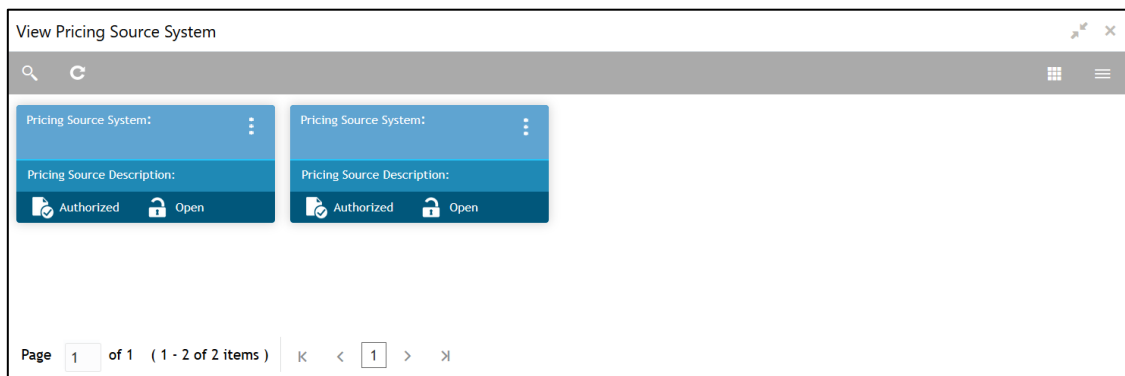 View Pricing Source System
Pricing Source System: Pricing Source System:
Pricing Source Description: Pricing Source Description:
Authorized Open Authorized Open
Page 1 of 1 ( 1 - 2 of 2 items ) 1